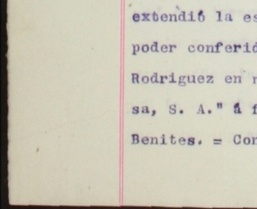 extendió la es
poder conferid
Rodriguez en r
sa, S. A." á f
Benites. = Con